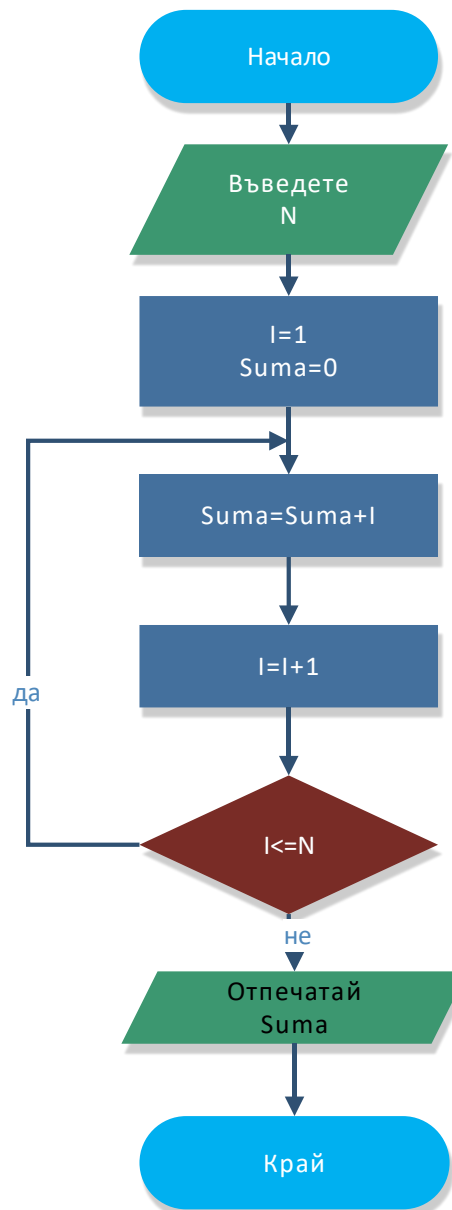 Начало
Въведете
N
I=1
Suma=0
Suma=Suma+I
I=I+1
да
I<=N
не
Отпечатай
Suma
Край